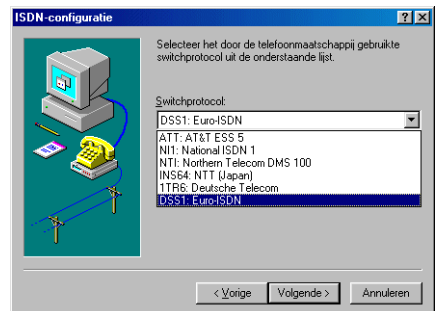 ISDN-configuratie
Selecteer het door de telefoonmaatschappij gebruikte
switchprotocol uit de onderstaande lijst.
Switchprotocol:
DSS1: Euro-ISDN
ATT: AT&T ESS 5
NI1: National ISDN 1
NTI: Northern Telecom DMS 100
INS64: NTT (Japan)
1TR6: Deutsche Telecom
DSS1: Euro-ISDN
< Vorige
Volgende >
Annuleren